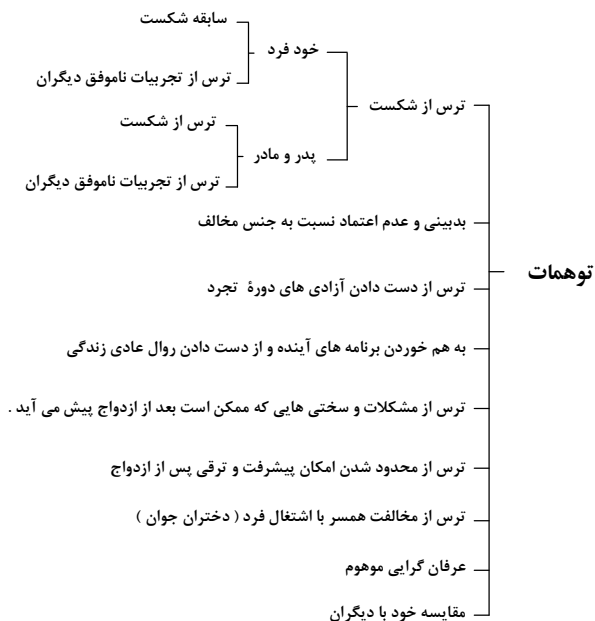 توهمات
ترس از شکست
خود فرد
سابقه شکست
ترس از تجربیات ناموفق دیگران
پدر و مادر
ترس از شکست
ترس از تجربیات ناموفق دیگران
بدبینی و عدم اعتماد نسبت به جنس مخالف
ترس از دست دادن آزادی های دورۀ تجرد
به هم خوردن برنامه های آینده و از دست دادن روال عادی زندگی
ترس از مشکلات و سختی هایی که ممکن است بعد از ازدواج پیش می آید .
ترس از محدود شدن امکان پیشرفت و ترقی پس از ازدواج
ترس از مخالفت همسر با اشتغال فرد ( دختران جوان )
عرفان گرایی موهوم
مقایسه خود با دیگران